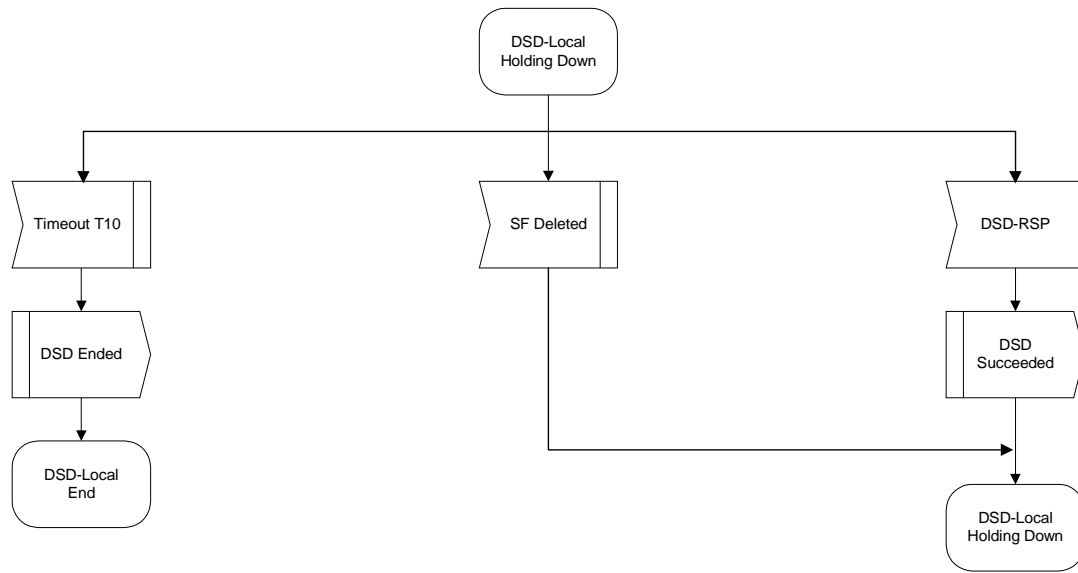 DSD-Local
Holding Down
Timeout T10
SF Deleted
DSD-RSP
DSD Ended
DSD
Succeeded
DSD-Local
End
DSD-Local
Holding Down